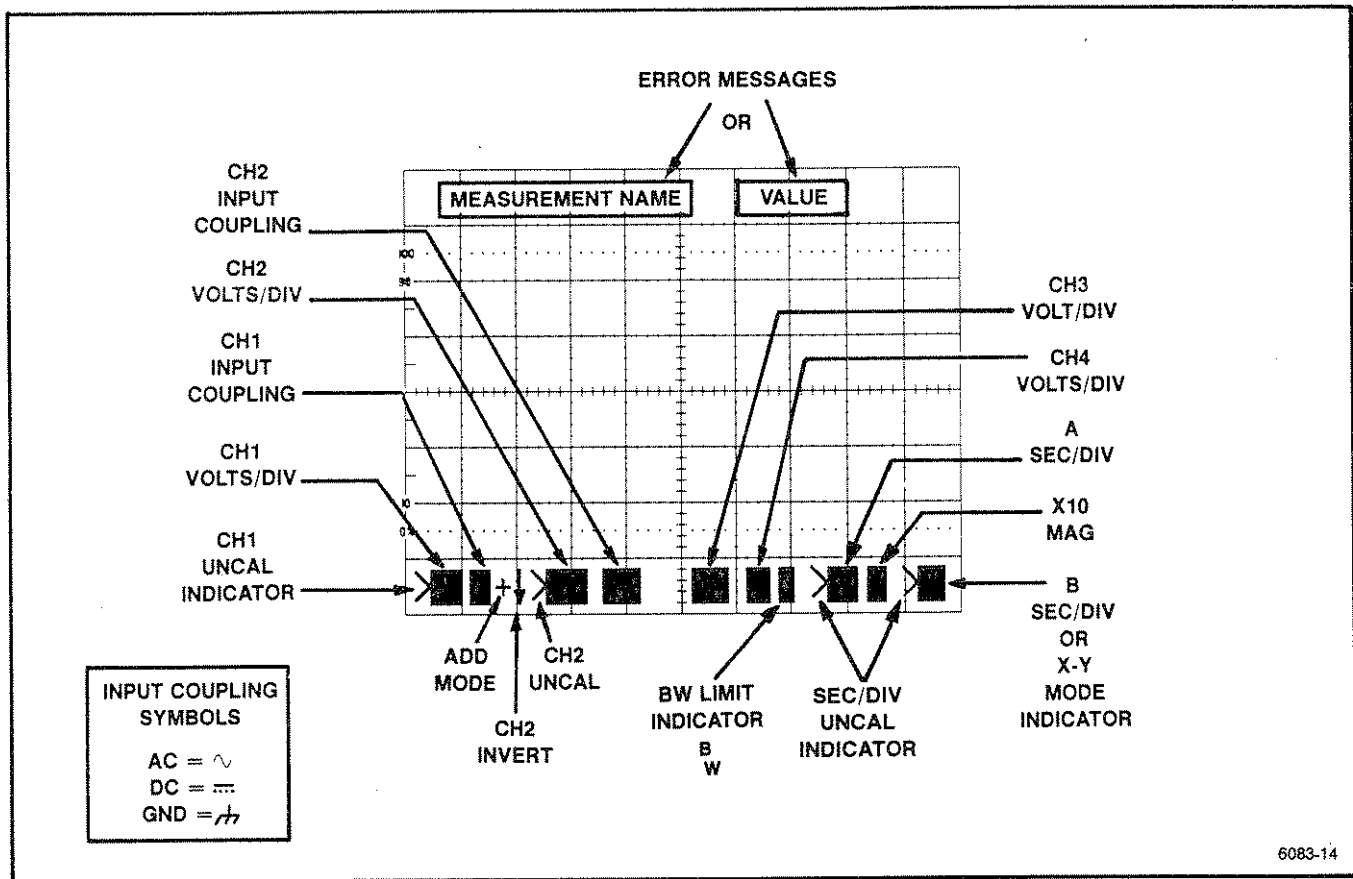 ERROR MESSAGES
OR
MEASUREMENT NAME
VALUE
CH2
INPUT
COUPLING
CH2
VOLTS/DIV
CH1
INPUT
COUPLING
CH1
VOLTS/DIV
CH1
UNCAL
INDICATOR
100
90
10
0%
CH3
VOLT/DIV
CH4
VOLTS/DIV
A
SEC/DIV
X10
MAG
B
SEC/DIV
OR
X-Y
MODE
INDICATOR
+
ADD
MODE
CH2
INVERT
CH2
UNCAL
BW LIMIT
INDICATOR
B
W
SEC/DIV
UNCAL
INDICATOR
INPUT COUPLING
SYMBOLS
AC = ∿
DC = ⎓
GND = ⏚
6083-14